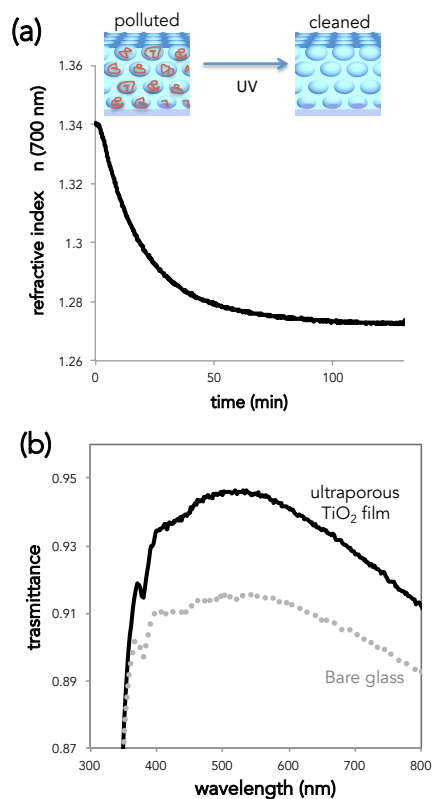 (a)
polluted
cleaned
UV
1.36
1.34
1.32
1.3
1.28
1.26
refractive index n (700 nm)
0
50
100
time (min)
(b)
0.95
0.93
0.91
0.89
0.87
trasmittance
ultraporous
TiO2 film
Bare glass
300
400
500
600
700
800
wavelength (nm)